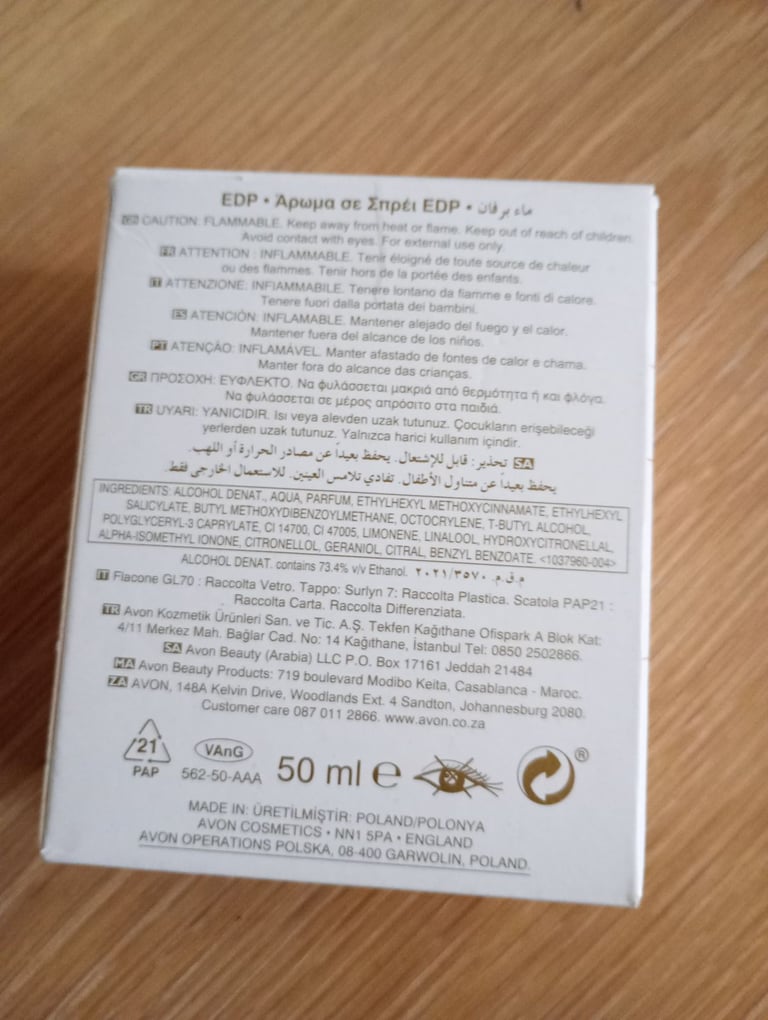 EDP • Άρωμα σε Σπρέι EDP • ماء برفان
GB CAUTION: FLAMMABLE. Keep away from heat or flame. Keep out of reach of children.
Avoid contact with eyes. For external use only.
FR ATTENTION : INFLAMMABLE. Tenir éloigné de toute source de chaleur
ou des flammes. Tenir hors de la portée des enfants.
IT ATTENZIONE: INFIAMMABILE. Tenere lontano da fiamme e fonti di calore.
Tenere fuori dalla portata dei bambini.
ES ATENCIÓN: INFLAMABLE. Mantener alejado del fuego y el calor.
Mantener fuera del alcance de los niños.
PT ATENÇÃO: INFLAMÁVEL. Manter afastado de fontes de calor e chama.
Manter fora do alcance das crianças.
GR ΠΡΟΣΟΧΗ: ΕΥΦΛΕΚΤΟ. Να φυλάσσεται μακριά από θερμότητα ή και φλόγα.
Να φυλάσσεται σε μέρος απρόσιτο στα παιδιά.
TR UYARI: YANICIDIR. Isı veya alevden uzak tutunuz. Çocukların erişebileceği
yerlerden uzak tutunuz. Yalnızca harici kullanım içindir.
SA تحذير: قابل للإشتعال. يحفظ بعيداً عن مصادر الحرارة أو اللهب.
يحفظ بعيداً عن متناول الأطفال. تفادي تلامس العينين. للاستعمال الخارجي فقط.
INGREDIENTS: ALCOHOL DENAT., AQUA, PARFUM, ETHYLHEXYL METHOXYCINNAMATE, ETHYLHEXYL
SALICYLATE, BUTYL METHOXYDIBENZOYLMETHANE, OCTOCRYLENE, T-BUTYL ALCOHOL,
POLYGLYCERYL-3 CAPRYLATE, CI 14700, CI 47005, LIMONENE, LINALOOL, HYDROXYCITRONELLAL,
ALPHA-ISOMETHYL IONONE, CITRONELLOL, GERANIOL, CITRAL, BENZYL BENZOATE. <1037960-004>
ALCOHOL DENAT. contains 73.4% v/v Ethanol. م.ق.م. ٢٠٢١/٣٥٧٠
IT Flacone GL70 : Raccolta Vetro. Tappo: Surlyn 7: Raccolta Plastica. Scatola PAP21 :
Raccolta Carta. Raccolta Differenziata.
TR Avon Kozmetik Ürünleri San. ve Tic. A.Ş. Tekfen Kağıthane Ofispark A Blok Kat:
4/11 Merkez Mah. Bağlar Cad. No: 14 Kağıthane, İstanbul Tel: 0850 2502866.
SA Avon Beauty (Arabia) LLC P.O. Box 17161 Jeddah 21484
MA Avon Beauty Products: 719 boulevard Modibo Keita, Casablanca - Maroc.
ZA AVON, 148A Kelvin Drive, Woodlands Ext. 4 Sandton, Johannesburg 2080.
Customer care 087 011 2866. www.avon.co.za
21
PAP
VAnG
562-50-AAA
50 ml e
®
MADE IN: ÜRETİLMİŞTİR: POLAND/POLONYA
AVON COSMETICS • NN1 5PA • ENGLAND
AVON OPERATIONS POLSKA, 08-400 GARWOLIN, POLAND.